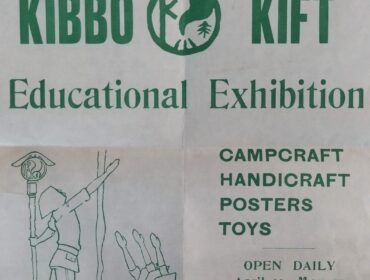 KIBBO KIFT
Educational Exhibition
CAMPCRAFT
HANDICRAFT
POSTERS
TOYS
OPEN DAILY